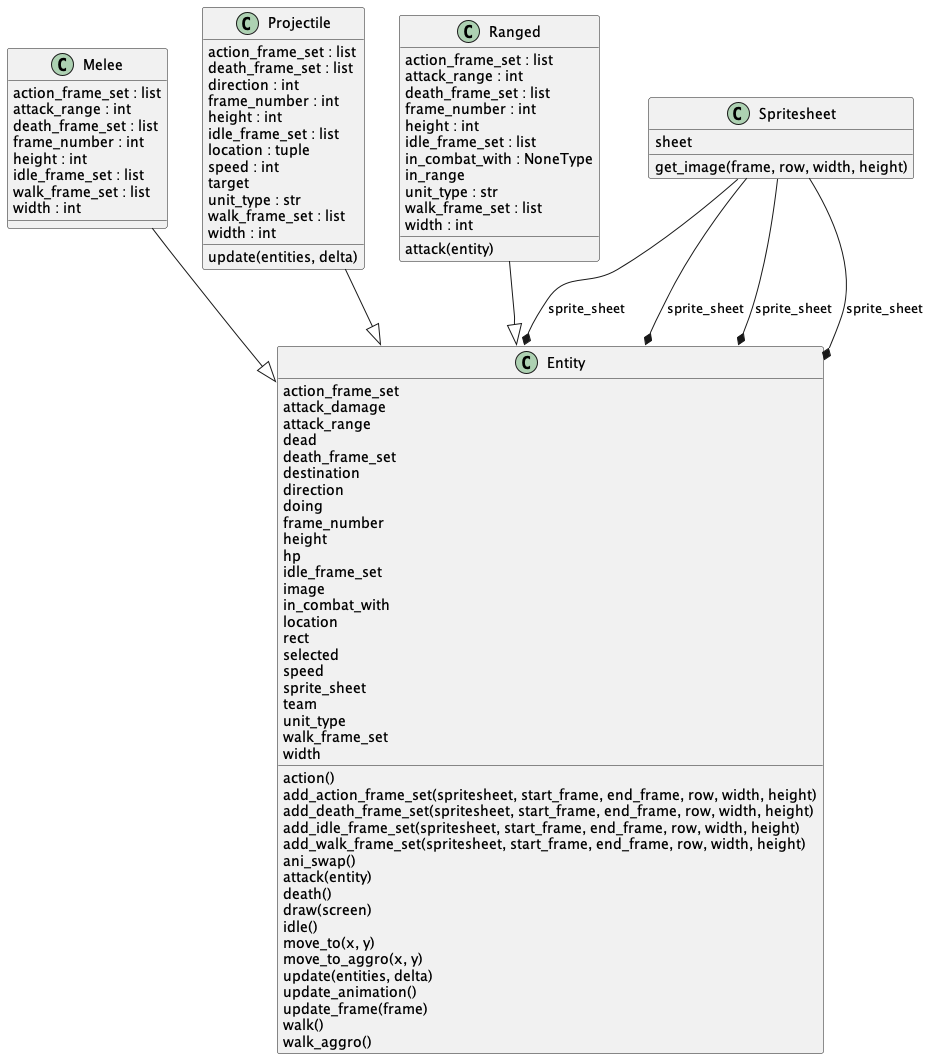 C Melee
action_frame_set : list
attack_range : int
death_frame_set : list
frame_number : int
height : int
idle_frame_set : list
walk_frame_set : list
width : int
C Projectile
action_frame_set : list
death_frame_set : list
direction : int
frame_number : int
height : int
idle_frame_set : list
location : tuple
speed : int
target
unit_type : str
walk_frame_set : list
width : int
update(entities, delta)
C Ranged
action_frame_set : list
attack_range : int
death_frame_set : list
frame_number : int
height : int
idle_frame_set : list
in_combat_with : NoneType
in_range
unit_type : str
walk_frame_set : list
width : int
attack(entity)
C Spritesheet
sheet
get_image(frame, row, width, height)
sprite_sheet
sprite_sheet
sprite_sheet
sprite_sheet
C Entity
action_frame_set
attack_damage
attack_range
dead
death_frame_set
destination
direction
doing
frame_number
height
hp
idle_frame_set
image
in_combat_with
location
rect
selected
speed
sprite_sheet
team
unit_type
walk_frame_set
width
action()
add_action_frame_set(spritesheet, start_frame, end_frame, row, width, height)
add_death_frame_set(spritesheet, start_frame, end_frame, row, width, height)
add_idle_frame_set(spritesheet, start_frame, end_frame, row, width, height)
add_walk_frame_set(spritesheet, start_frame, end_frame, row, width, height)
ani_swap()
attack(entity)
death()
draw(screen)
idle()
move_to(x, y)
move_to_aggro(x, y)
update(entities, delta)
update_animation()
update_frame(frame)
walk()
walk_aggro()